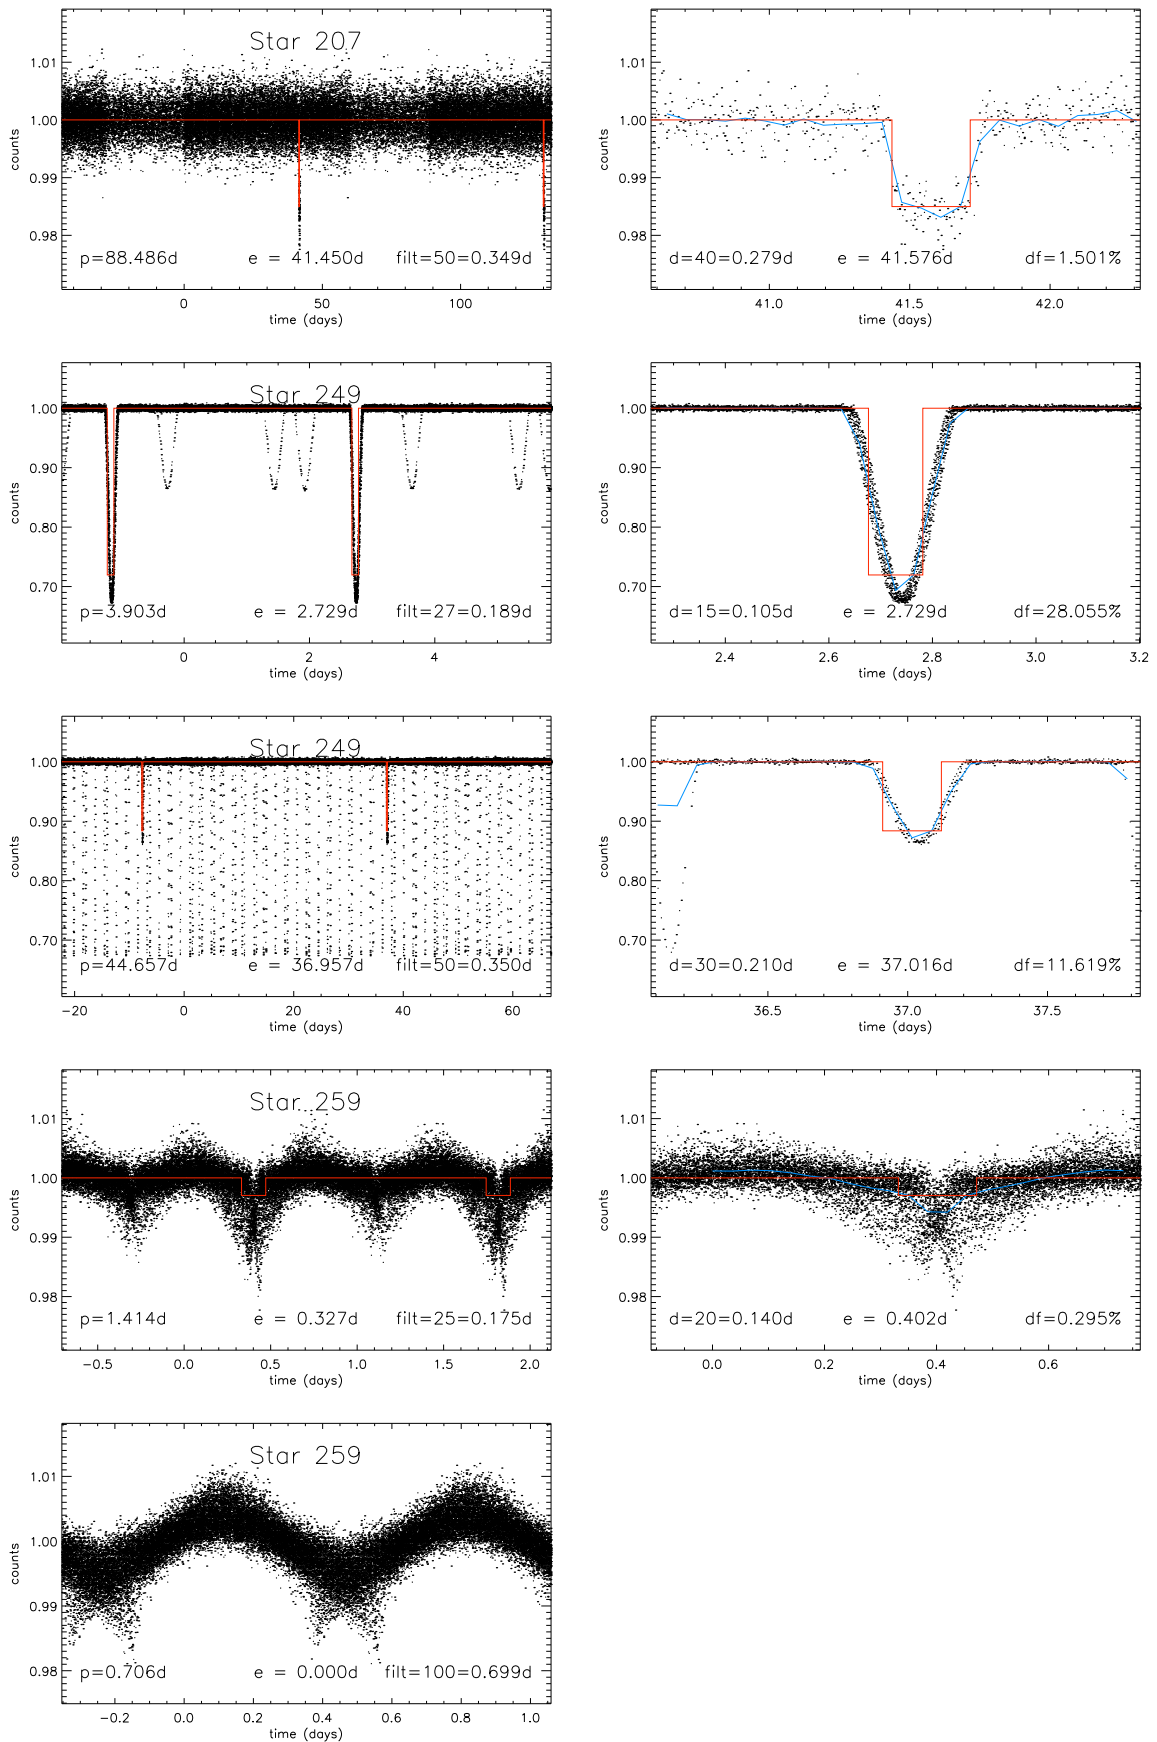 Star 207
1.01
1.00
0.99
0.98
counts
p=88.486d e = 41.450d filt=50=0.349d
0 50 100
time (days)
1.01
1.00
0.99
0.98
counts
d=40=0.279d e = 41.576d df=1.501%
41.0 41.5 42.0
time (days)
Star 249
1.00
0.90
0.80
0.70
counts
p=3.903d e = 2.729d filt=27=0.189d
0 2 4
time (days)
1.00
0.90
0.80
0.70
counts
d=15=0.105d e = 2.729d df=28.055%
2.4 2.6 2.8 3.0 3.2
time (days)
Star 249
1.00
0.90
0.80
0.70
counts
p=44.657d e = 36.957d filt=50=0.350d
−20 0 20 40 60
time (days)
1.00
0.90
0.80
0.70
counts
d=30=0.210d e = 37.016d df=11.619%
36.5 37.0 37.5
time (days)
Star 259
1.01
1.00
0.99
0.98
counts
p=1.414d e = 0.327d filt=25=0.175d
−0.5 0.0 0.5 1.0 1.5 2.0
time (days)
1.01
1.00
0.99
0.98
counts
d=20=0.140d e = 0.402d df=0.295%
0.0 0.2 0.4 0.6
time (days)
Star 259
1.01
1.00
0.99
0.98
counts
p=0.706d e = 0.000d filt=100=0.699d
−0.2 0.0 0.2 0.4 0.6 0.8 1.0
time (days)